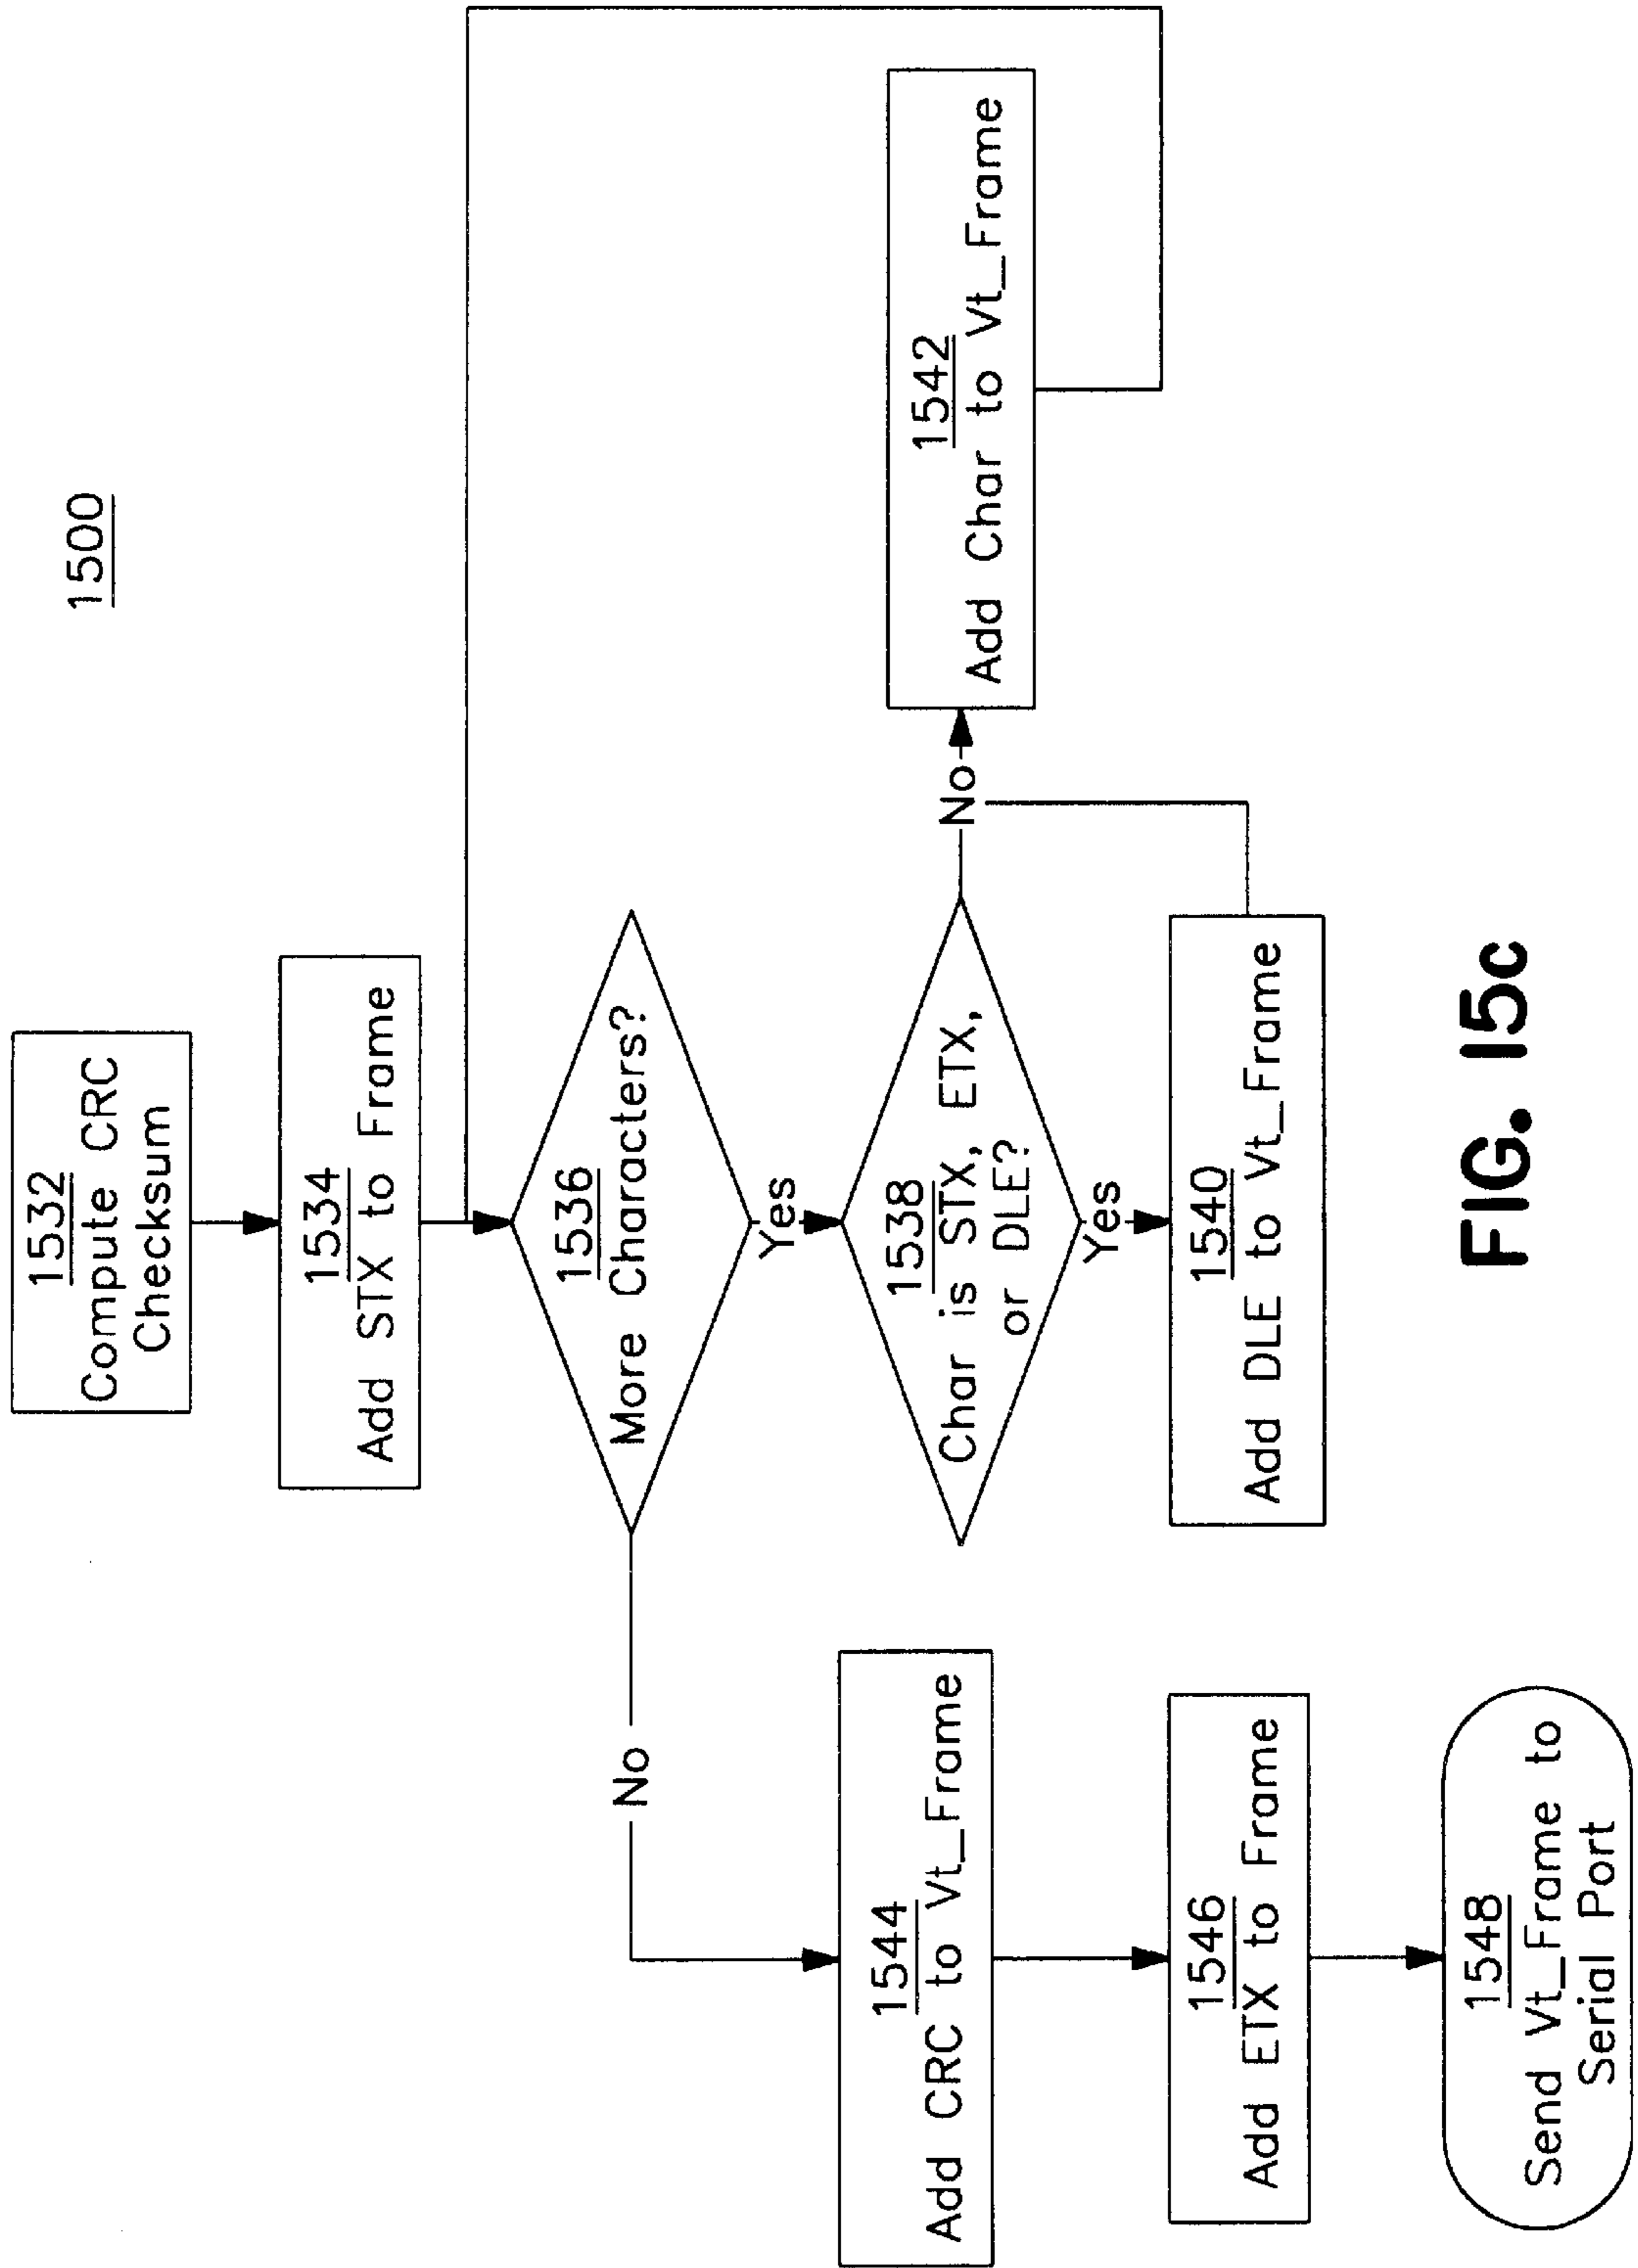 1500
1532
Compute CRC
Checksum
1534
Add STX to Frame
1536
More Characters?
No
Yes
1538
Char is STX, ETX,
or DLE?
No
Yes
1540
Add DLE to Vt_Frame
1542
Add Char to Vt_Frame
1544
Add CRC to Vt_Frame
1546
Add ETX to Frame
1548
Send Vt_Frame to
Serial Port
FIG. 15c